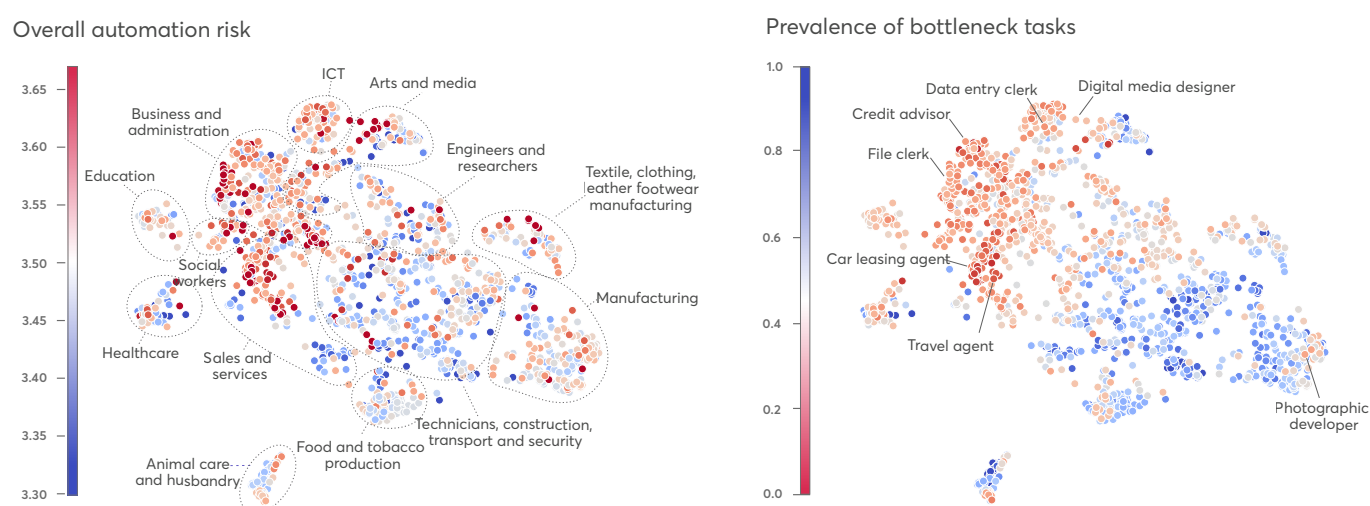 Overall automation risk
3.65
3.60
3.55
3.50
3.45
3.40
3.35
3.30
ICT
Arts and media
Business and
administration
Engineers and
researchers
Education
Textile, clothing,
leather footwear
manufacturing
Social
workers
Manufacturing
Healthcare
Sales and
services
Technicians, construction,
transport and security
Food and tobacco
production
Animal care
and husbandry
Prevalence of bottleneck tasks
1.0
0.8
0.6
0.4
0.2
0.0
Data entry clerk
Digital media designer
Credit advisor
File clerk
Car leasing agent
Travel agent
Photographic
developer